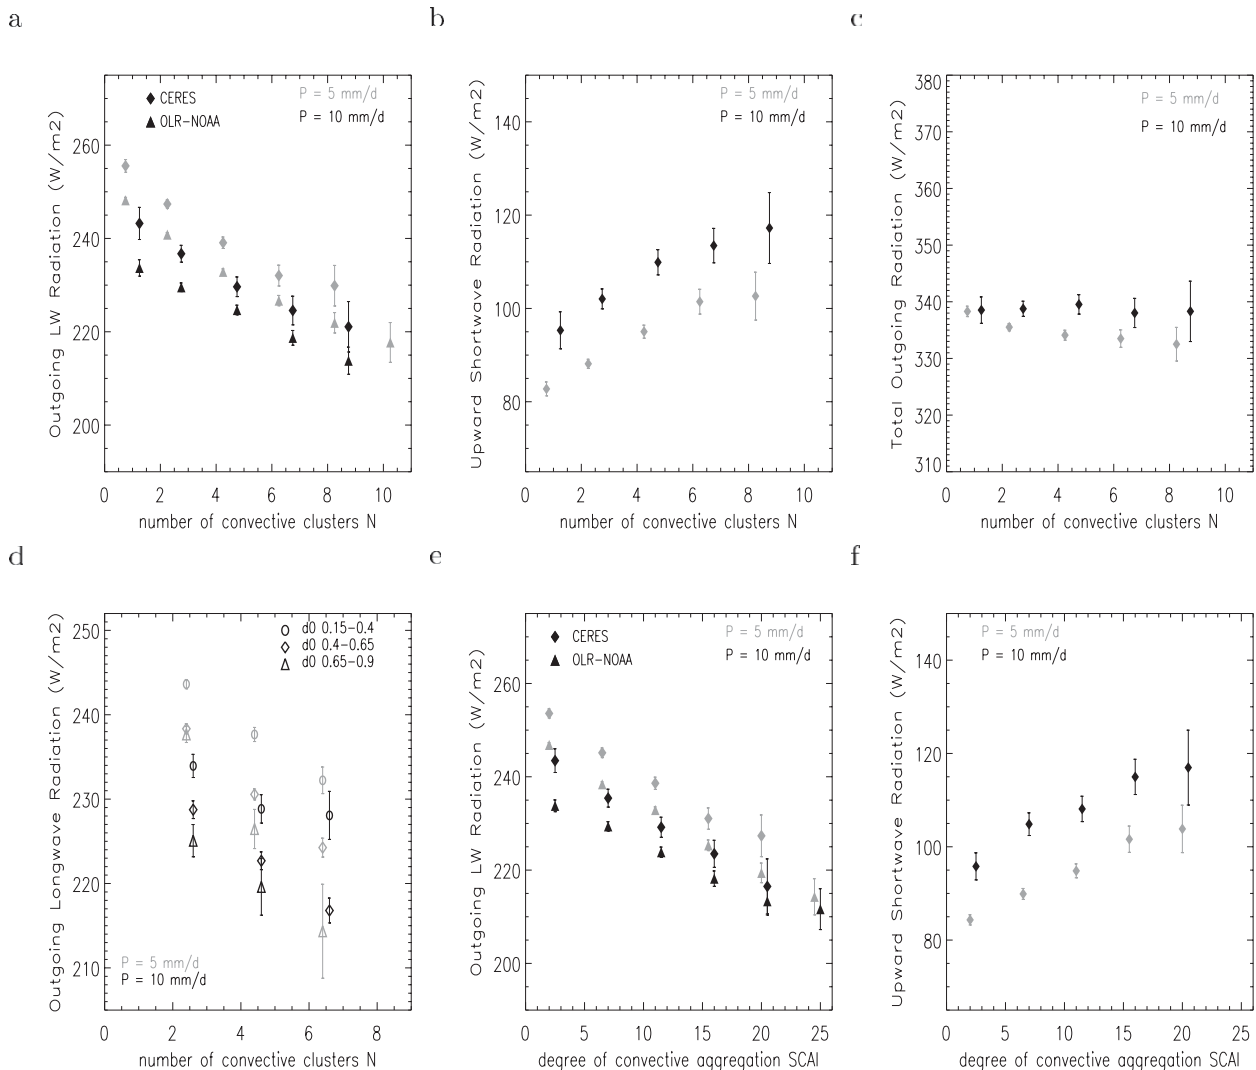 a
CERES
OLR-NOAA
P = 5 mm/d
P = 10 mm/d
Outgoing LW Radiation (W/m2)
260
240
220
200
0 2 4 6 8 10
number of convective clusters N
b
P = 5 mm/d
P = 10 mm/d
Upward Shortwave Radiation (W/m2)
140
120
100
80
0 2 4 6 8 10
number of convective clusters N
c
P = 5 mm/d
P = 10 mm/d
Total Outgoing Radiation (W/m2)
380
370
360
350
340
330
320
310
0 2 4 6 8 10
number of convective clusters N
d
d0 0.15-0.4
d0 0.4-0.65
d0 0.65-0.9
P = 5 mm/d
P = 10 mm/d
Outgoing Longwave Radiation (W/m2)
250
240
230
220
210
0 2 4 6 8
number of convective clusters N
e
CERES
OLR-NOAA
P = 5 mm/d
P = 10 mm/d
Outgoing LW Radiation (W/m2)
260
240
220
200
0 5 10 15 20 25
degree of convective aggregation SCAI
f
P = 5 mm/d
P = 10 mm/d
Upward Shortwave Radiation (W/m2)
140
120
100
80
0 5 10 15 20 25
degree of convective aggregation SCAI